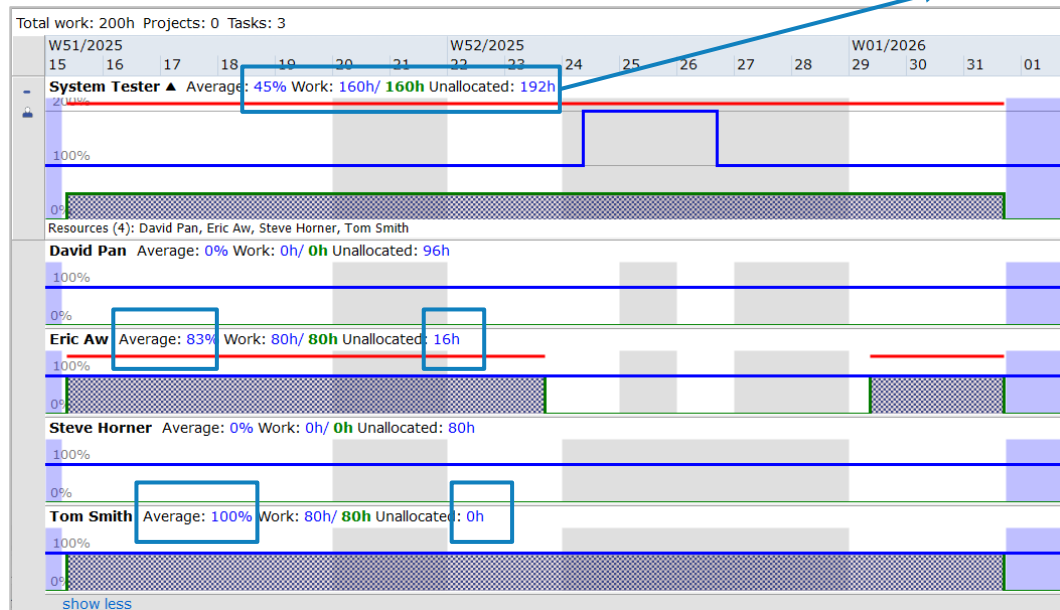 Total work: 200h Projects: 0 Tasks: 3
W51/2025 W52/2025 W01/2026
15 16 17 18 19 20 21 22 23 24 25 26 27 28 29 30 31 01
System Tester ▲ Average: 45% Work: 160h/ 160h Unallocated: 192h
200%
100%
0%
Resources (4): David Pan, Eric Aw, Steve Horner, Tom Smith
David Pan Average: 0% Work: 0h/ 0h Unallocated: 96h
100%
0%
Eric Aw Average: 83% Work: 80h/ 80h Unallocated: 16h
100%
0%
Steve Horner Average: 0% Work: 0h/ 0h Unallocated: 80h
100%
0%
Tom Smith Average: 100% Work: 80h/ 80h Unallocated: 0h
100%
0%
show less